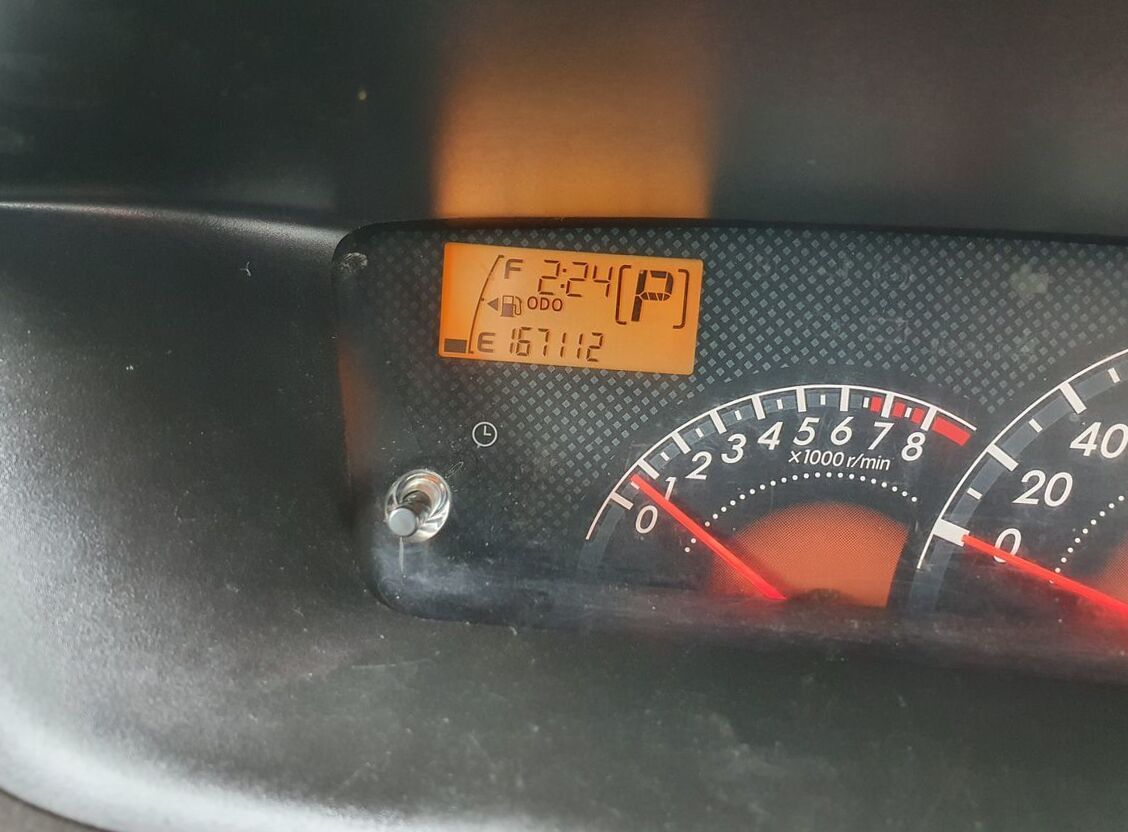 F 2:24 [P]
ODO
E 167112
0 1 2 3 4 5 6 7 8
x1000 r/min
0 20 40